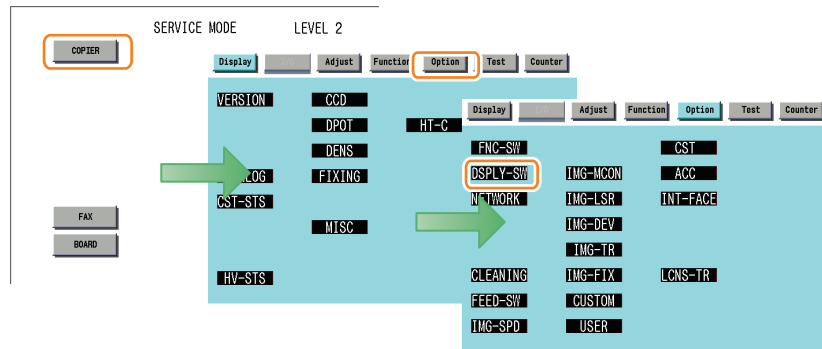 SERVICE MODE LEVEL 2
COPIER
FAX
BOARD
Display I/O Adjust Function Option Test Counter
VERSION CCD
DPOT HT-C
DENS
FIXING
CST-STS
MISC
HV-STS
Display I/O Adjust Function Option Test Counter
FNC-SW CST
DSPLY-SW IMG-MCON ACC
NETWORK IMG-LSR INT-FACE
IMG-DEV
IMG-TR
CLEANING IMG-FIX LCNS-TR
FEED-SW CUSTOM
IMG-SPD USER